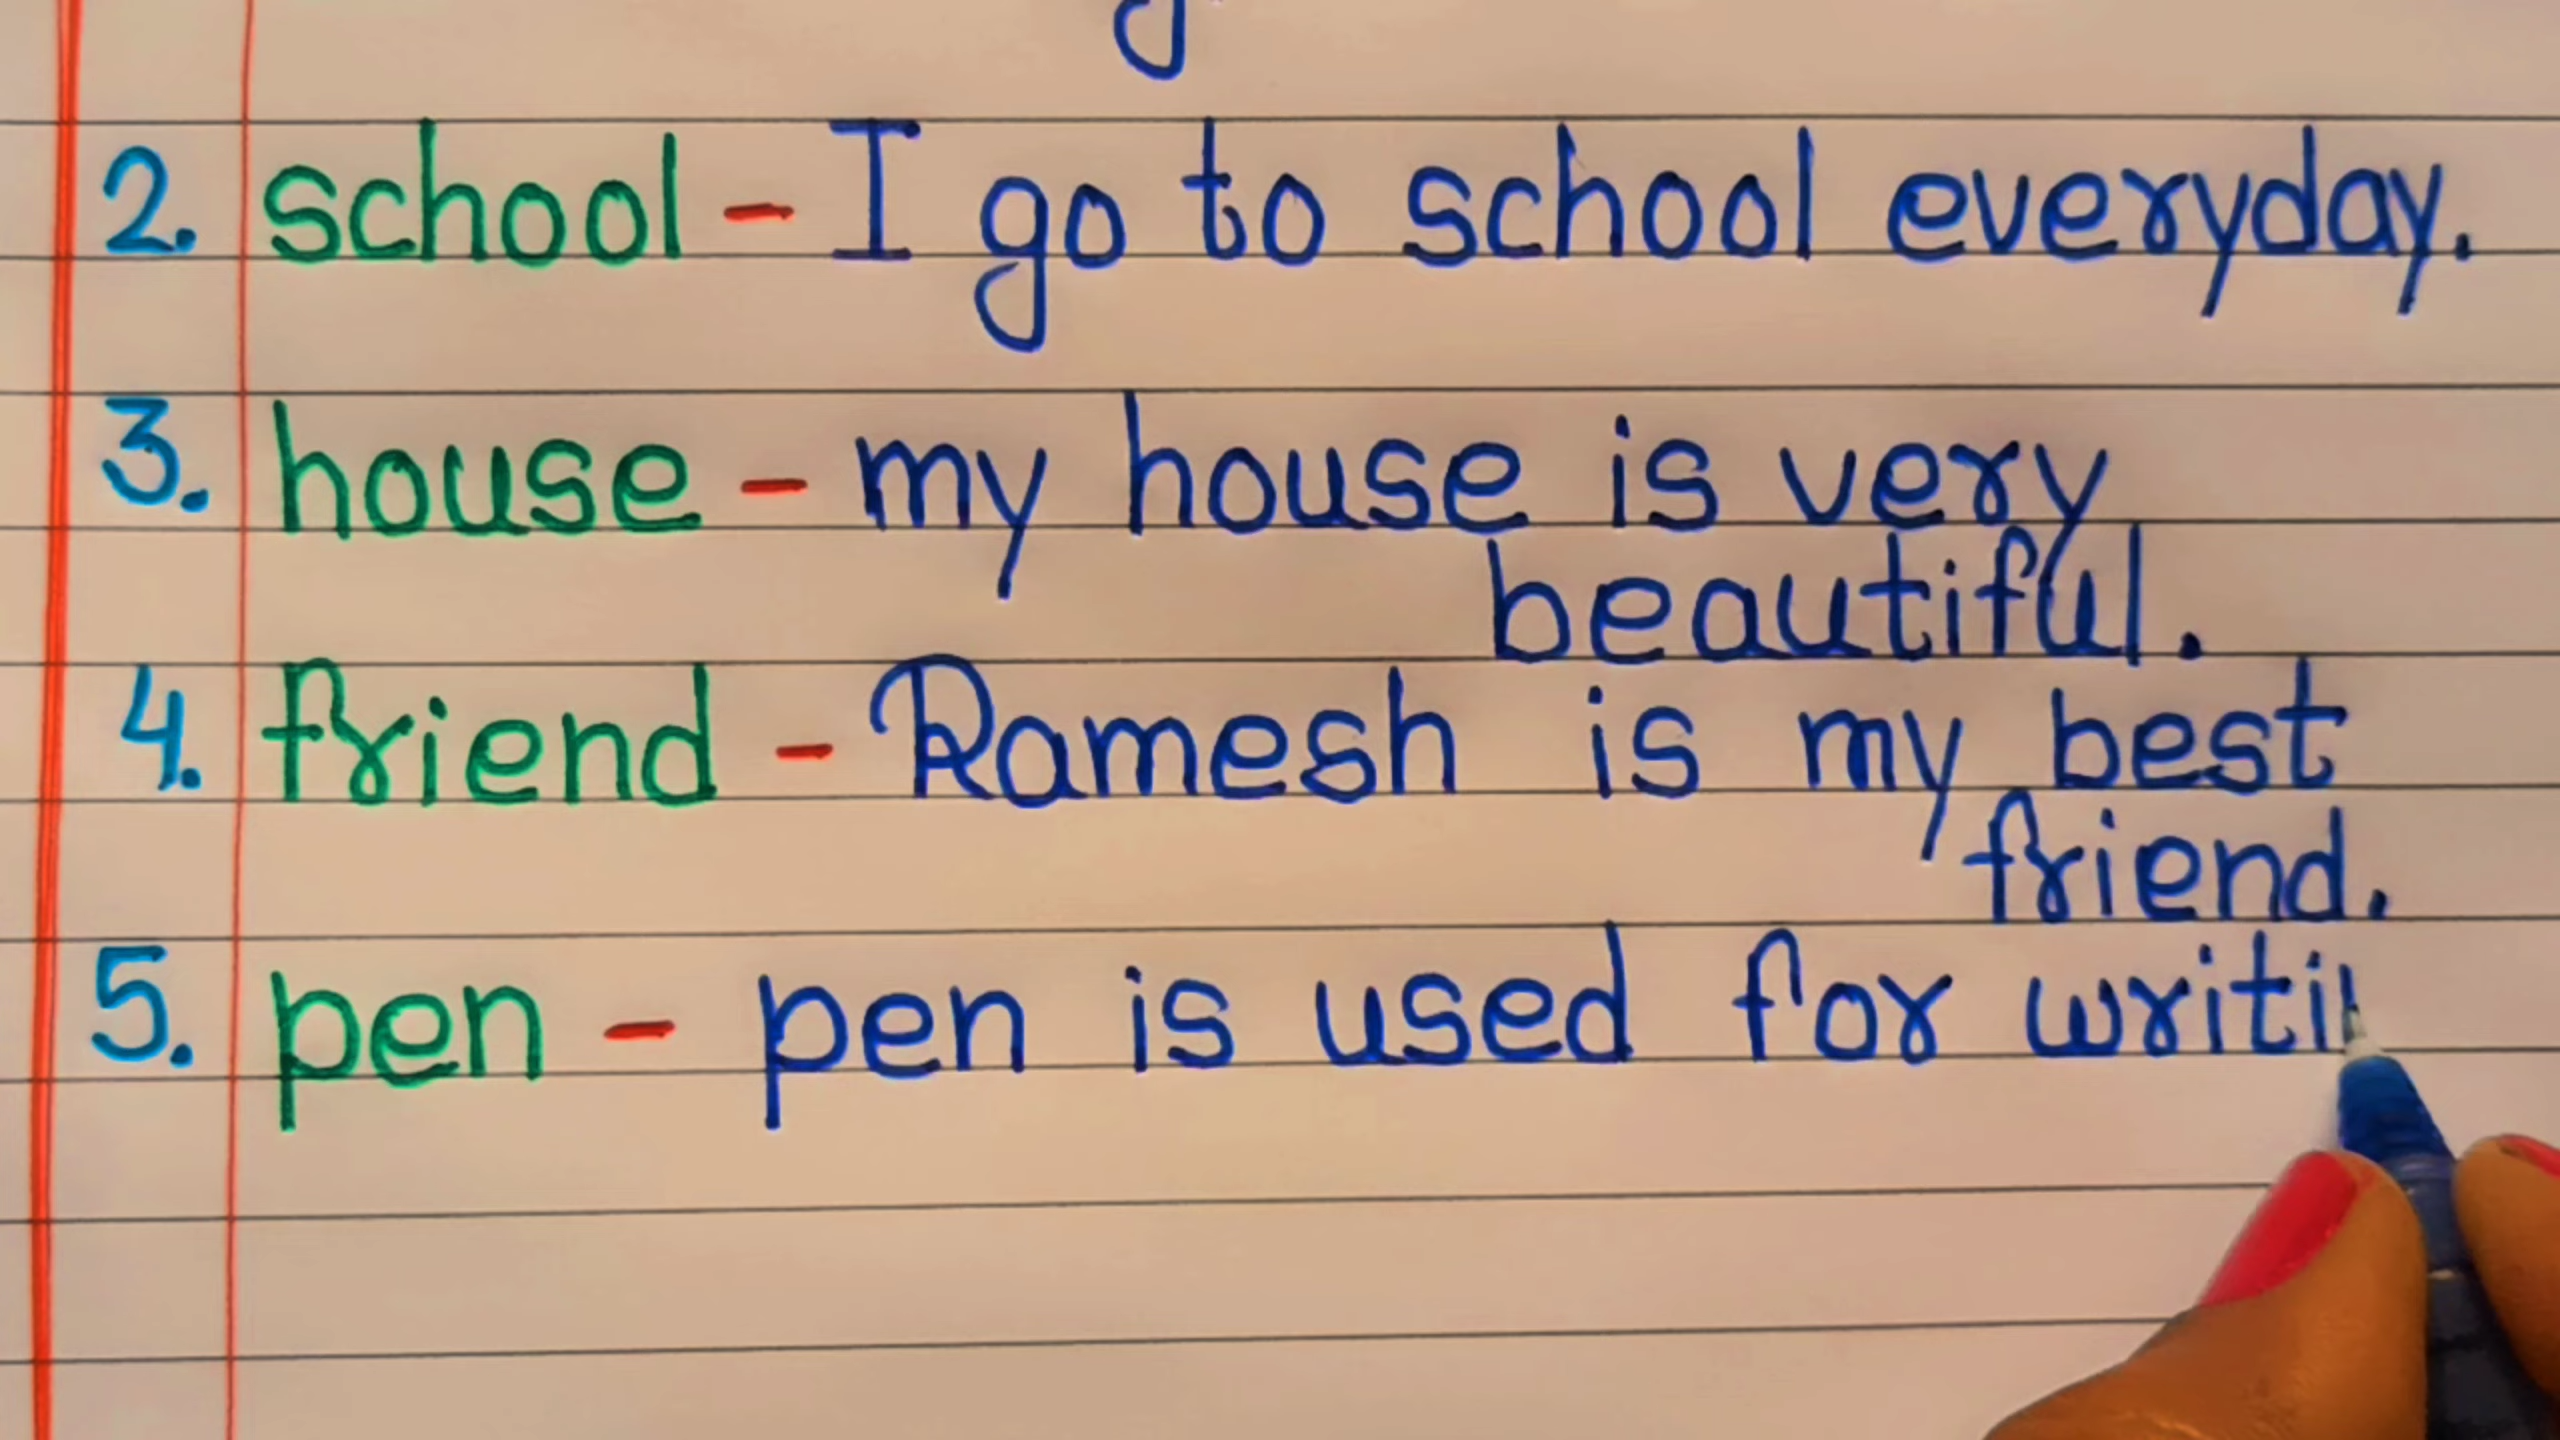 2. school - I go to school everyday.
3. house - my house is very
beautiful.
4. friend - Ramesh is my best
friend.
5. pen - pen is used for